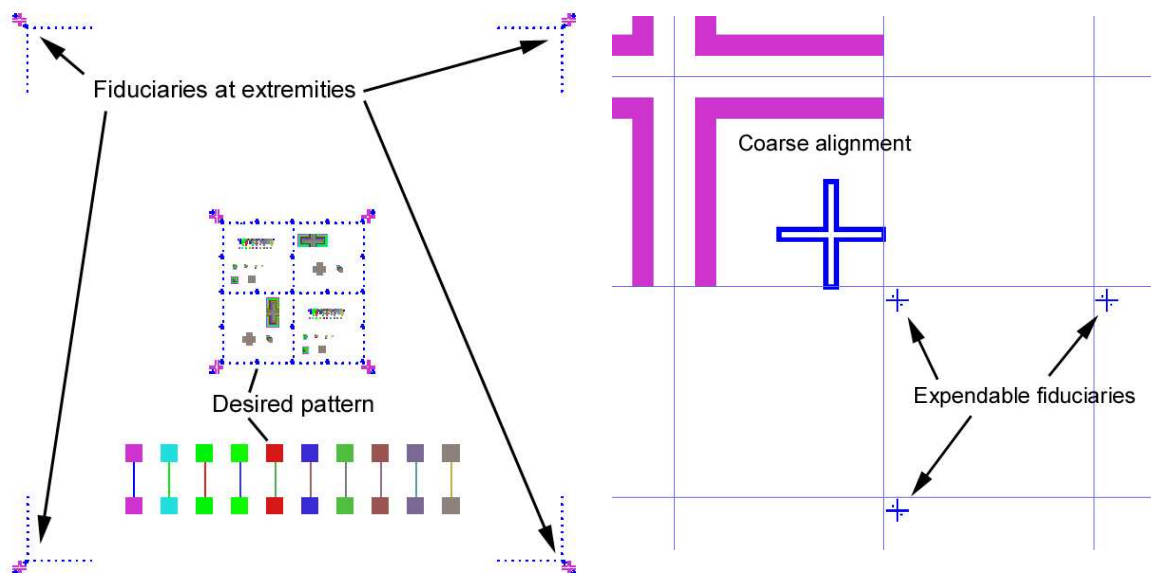 Fiduciaries at extremities
Desired pattern
Coarse alignment
Expendable fiduciaries